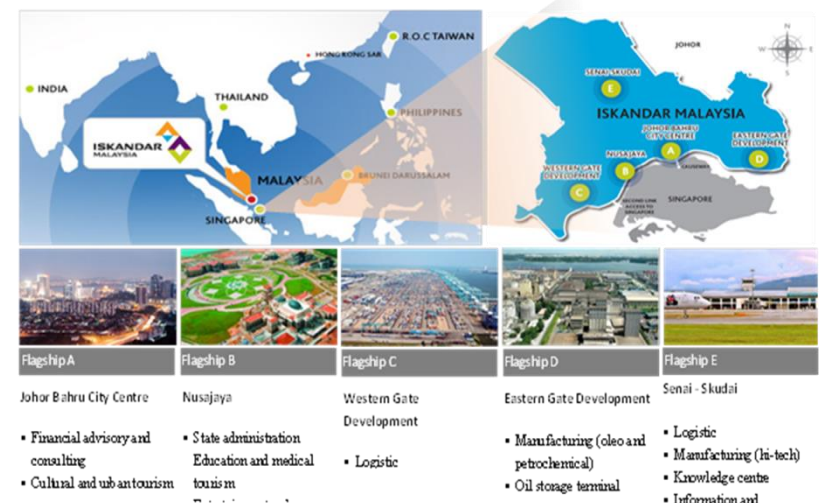 R.O.C TAIWAN
HONG KONG SAR
INDIA
THAILAND
PHILIPPINES
ISKANDAR
MALAYSIA
MALAYSIA
BRUNEI DARUSSALAM
SINGAPORE
N
W
E
S
JOHOR
SENAI-SKUDAI
E
ISKANDAR MALAYSIA
JOHOR BAHRU
CITY CENTRE
A
EASTERN GATE
DEVELOPMENT
D
NUSAJAYA
B
CAUSEWAY
WESTERN GATE
DEVELOPMENT
C
SECOND LINK
ACCESS TO
SINGAPORE
SINGAPORE
Flagship A
Flagship B
Flagship C
Flagship D
Flagship E
Johor Bahru City Centre
▪ Financial advisory and
consulting
▪ Cultural and urban tourism
Nusajaya
▪ State administration
Education and medical
tourism
Western Gate
Development
▪ Logistic
Eastern Gate Development
▪ Manufacturing (oleo and
petrochemical)
▪ Oil storage terminal
Senai - Skudai
▪ Logistic
▪ Manufacturing (hi-tech)
▪ Knowledge centre
▪ Information and